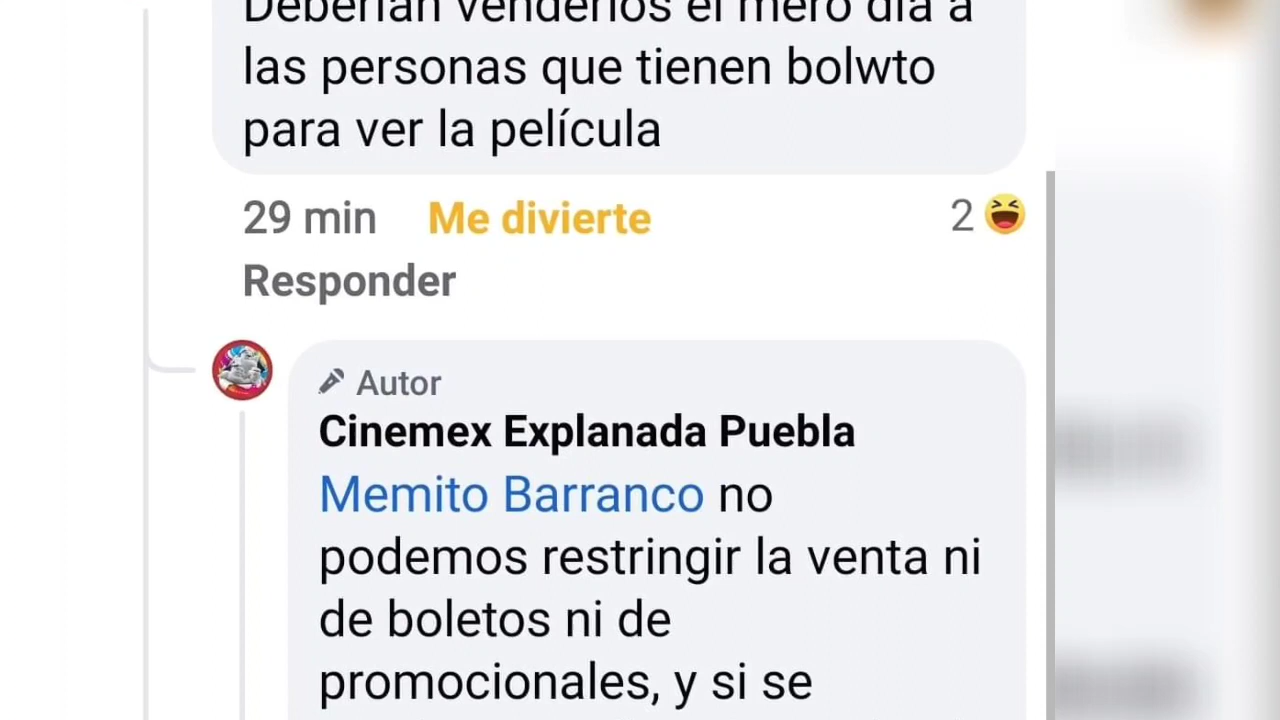 Deberían venderlos el mero día a
las personas que tienen bolwto
para ver la película
29 min Me divierte 2
Responder
Autor
Cinemex Explanada Puebla
Memito Barranco no
podemos restringir la venta ni
de boletos ni de
promocionales, y si se